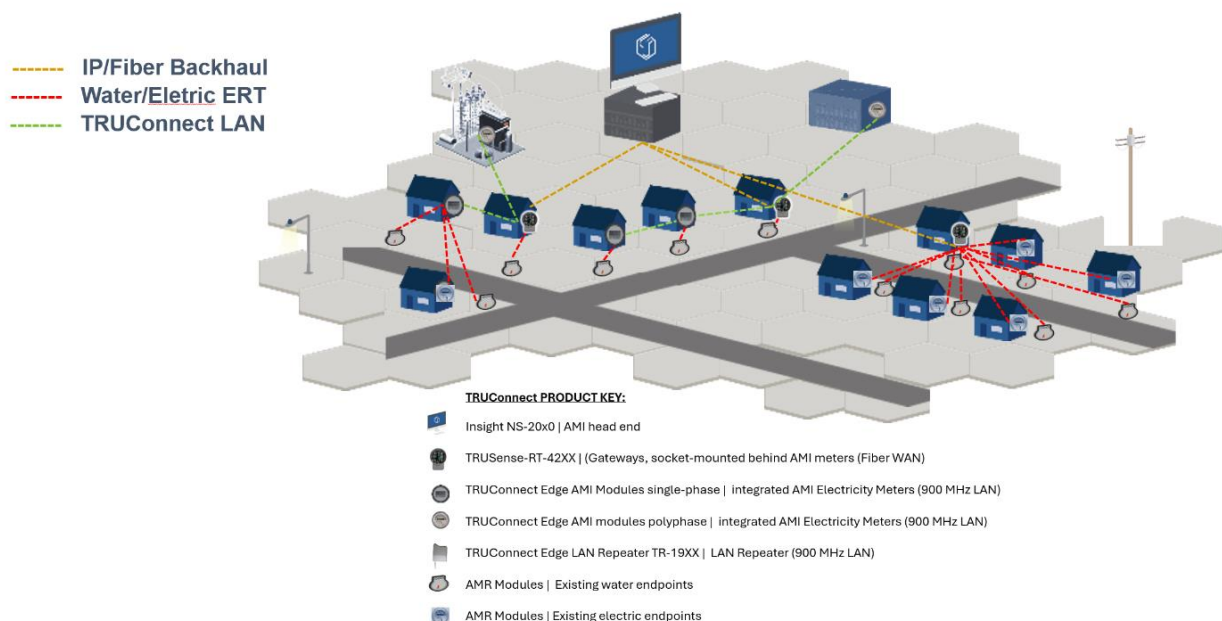 IP/Fiber Backhaul
Water/Eletric ERT
TRUConnect LAN
TRUConnect PRODUCT KEY:
Insight NS-20x0 | AMI head end
TRUSense-RT-42XX | (Gateways, socket-mounted behind AMI meters (Fiber WAN)
TRUConnect Edge AMI Modules single-phase | integrated AMI Electricity Meters (900 MHz LAN)
TRUConnect Edge AMI modules polyphase | integrated AMI Electricity Meters (900 MHz LAN)
TRUConnect Edge LAN Repeater TR-19XX | LAN Repeater (900 MHz LAN)
AMR Modules | Existing water endpoints
AMR Modules | Existing electric endpoints